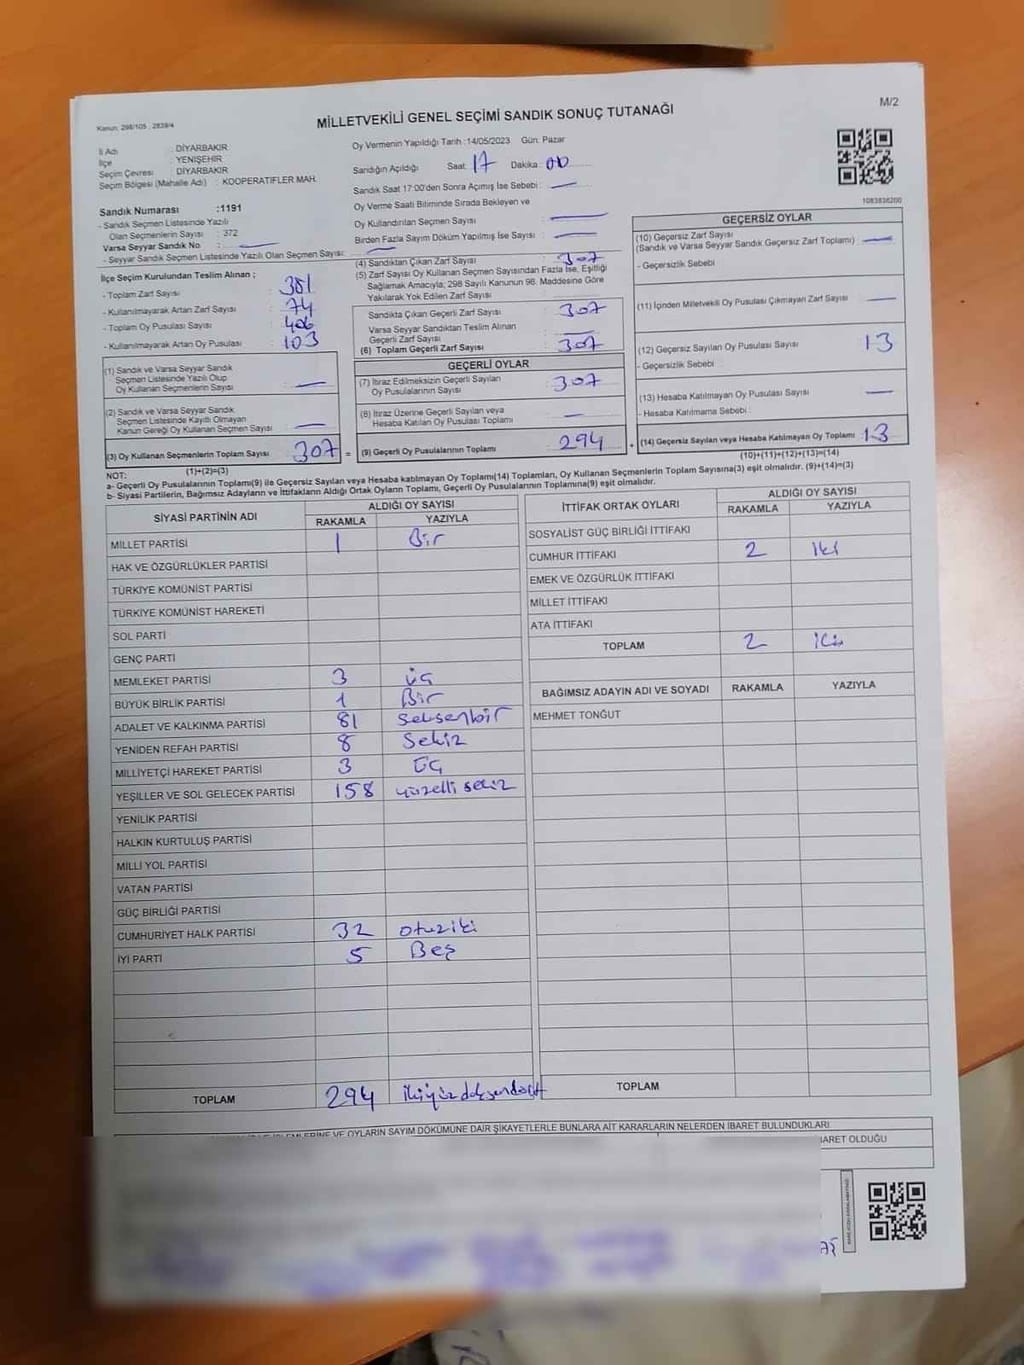 Kanun: 298/105 , 2839/4
MİLLETVEKİLİ GENEL SEÇİMİ SANDIK SONUÇ TUTANAĞI
M/2
İl Adı : DİYARBAKIR
İlçe : YENİŞEHİR
Seçim Çevresi : DİYARBAKIR
Seçim Bölgesi (Mahalle Adı) : KOOPERATİFLER MAH.
Oy Vermenin Yapıldığı Tarih :14/05/2023 Gün: Pazar
Sandığın Açıldığı Saat: 17 Dakika: 00
Sandık Saat 17:00'den Sonra Açılmış İse Sebebi : —
Oy Verme Saati Bitiminde Sırada Bekleyen ve
Oy Kullandırılan Seçmen Sayısı : —
Birden Fazla Sayım Döküm Yapılmış İse Sayısı : —
1083836200
Sandık Numarası :1191
- Sandık Seçmen Listesinde Yazılı
Olan Seçmenlerin Sayısı : 372
Varsa Seyyar Sandık No : —
- Seyyar Sandık Seçmen Listesinde Yazılı Olan Seçmen Sayısı: —
İlçe Seçim Kurulundan Teslim Alınan ;
- Toplam Zarf Sayısı : 381
- Kullanılmayarak Artan Zarf Sayısı : 74
- Toplam Oy Pusulası Sayısı : 406
- Kullanılmayarak Artan Oy Pusulası : 103
(1) Sandık ve Varsa Seyyar Sandık
Seçmen Listesinde Yazılı Olup
Oy Kullanan Seçmenlerin Sayısı : —
(2) Sandık ve Varsa Seyyar Sandık
Seçmen Listesinde Kayıtlı Olmayan
Kanun Gereği Oy Kullanan Seçmen Sayısı : —
(3) Oy Kullanan Seçmenlerin Toplam Sayısı : 307 =
(1)+(2)=(3)
(4) Sandıktan Çıkan Zarf Sayısı : 307
(5) Zarf Sayısı Oy Kullanan Seçmen Sayısından Fazla İse, Eşitliği
Sağlamak Amacıyla; 298 Sayılı Kanunun 98. Maddesine Göre
Yakılarak Yok Edilen Zarf Sayısı : —
Sandıkta Çıkan Geçerli Zarf Sayısı : 307
Varsa Seyyar Sandıktan Teslim Alınan
Geçerli Zarf Sayısı : —
(6) Toplam Geçerli Zarf Sayısı : 307
GEÇERLİ OYLAR
(7) İtiraz Edilmeksizin Geçerli Sayılan
Oy Pusulalarının Sayısı : 307
(8) İtiraz Üzerine Geçerli Sayılan veya
Hesaba Katılan Oy Pusulası Toplamı : —
(9) Geçerli Oy Pusulalarının Toplamı : 294 +
GEÇERSİZ OYLAR
(10) Geçersiz Zarf Sayısı
(Sandık ve Varsa Seyyar Sandık Geçersiz Zarf Toplamı) : —
- Geçersizlik Sebebi :
(11) İçinden Milletvekili Oy Pusulası Çıkmayan Zarf Sayısı : —
(12) Geçersiz Sayılan Oy Pusulası Sayısı : 13
- Geçersizlik Sebebi :
(13) Hesaba Katılmayan Oy Pusulası Sayısı : —
- Hesaba Katılmama Sebebi :
(14) Geçersiz Sayılan veya Hesaba Katılmayan Oy Toplamı : 13
(10)+(11)+(12)+(13)=(14)
NOT:
a- Geçerli Oy Pusulalarının Toplamı(9) ile Geçersiz Sayılan veya Hesaba Katılmayan Oy Toplamı(14) Toplamları, Oy Kullanan Seçmenlerin Toplam Sayısına(3) eşit olmalıdır. (9)+(14)=(3)
b- Siyasi Partilerin, Bağımsız Adayların ve İttifakların Aldığı Ortak Oyların Toplamı, Geçerli Oy Pusulalarının Toplamına(9) eşit olmalıdır.
SİYASİ PARTİNİN ADI ALDIĞI OY SAYISI
RAKAMLA YAZIYLA
MİLLET PARTİSİ 1 Bir
HAK VE ÖZGÜRLÜKLER PARTİSİ
TÜRKİYE KOMÜNİST PARTİSİ
TÜRKİYE KOMÜNİST HAREKETİ
SOL PARTİ
GENÇ PARTİ
MEMLEKET PARTİSİ 3 üç
BÜYÜK BİRLİK PARTİSİ 1 Bir
ADALET VE KALKINMA PARTİSİ 81 Seksenbir
YENİDEN REFAH PARTİSİ 8 Sekiz
MİLLİYETÇİ HAREKET PARTİSİ 3 Üç
YEŞİLLER VE SOL GELECEK PARTİSİ 158 yüzelli sekiz
YENİLİK PARTİSİ
HALKIN KURTULUŞ PARTİSİ
MİLLİ YOL PARTİSİ
VATAN PARTİSİ
GÜÇ BİRLİĞİ PARTİSİ
CUMHURİYET HALK PARTİSİ 32 otuziki
İYİ PARTİ 5 Beş
TOPLAM 294 ikiyüz doksandört
İTTİFAK ORTAK OYLARI ALDIĞI OY SAYISI
RAKAMLA YAZIYLA
SOSYALİST GÜÇ BİRLİĞİ İTTİFAKI
CUMHUR İTTİFAKI 2 iki
EMEK VE ÖZGÜRLÜK İTTİFAKI
MİLLET İTTİFAKI
ATA İTTİFAKI
TOPLAM 2 iki
BAĞIMSIZ ADAYIN ADI VE SOYADI RAKAMLA YAZIYLA
MEHMET TONĞUT
TOPLAM
İŞLEMLERİNE VE OYLARIN SAYIM DÖKÜMÜNE DAİR ŞİKAYETLERLE BUNLARA AİT KARARLARIN NELERDEN İBARET BULUNDUKLARI
İBARET OLDUĞU